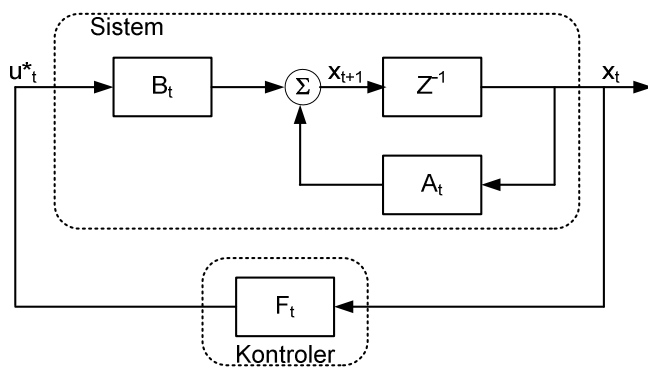 Sistem
u*t
Bt
Σ
xt+1
Z-1
xt
At
Ft
Kontroler